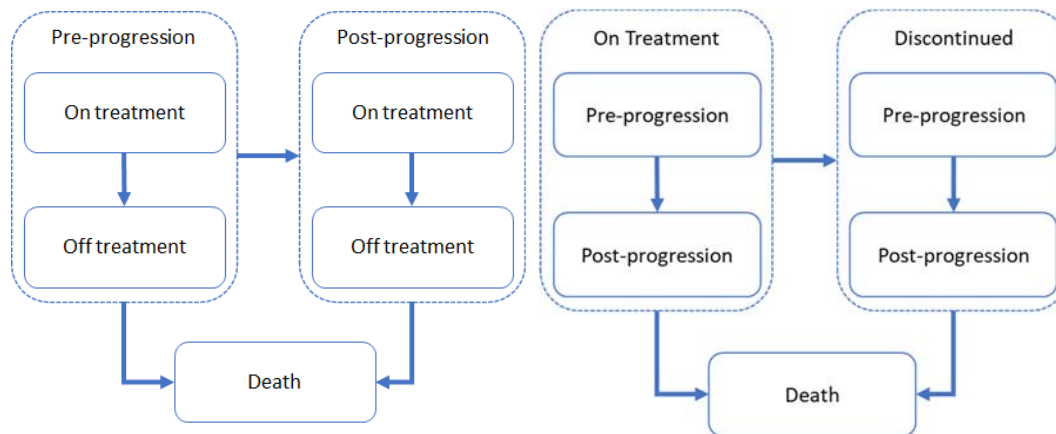 Pre-progression
On treatment
Off treatment
Post-progression
On treatment
Off treatment
Death
On Treatment
Pre-progression
Post-progression
Discontinued
Pre-progression
Post-progression
Death